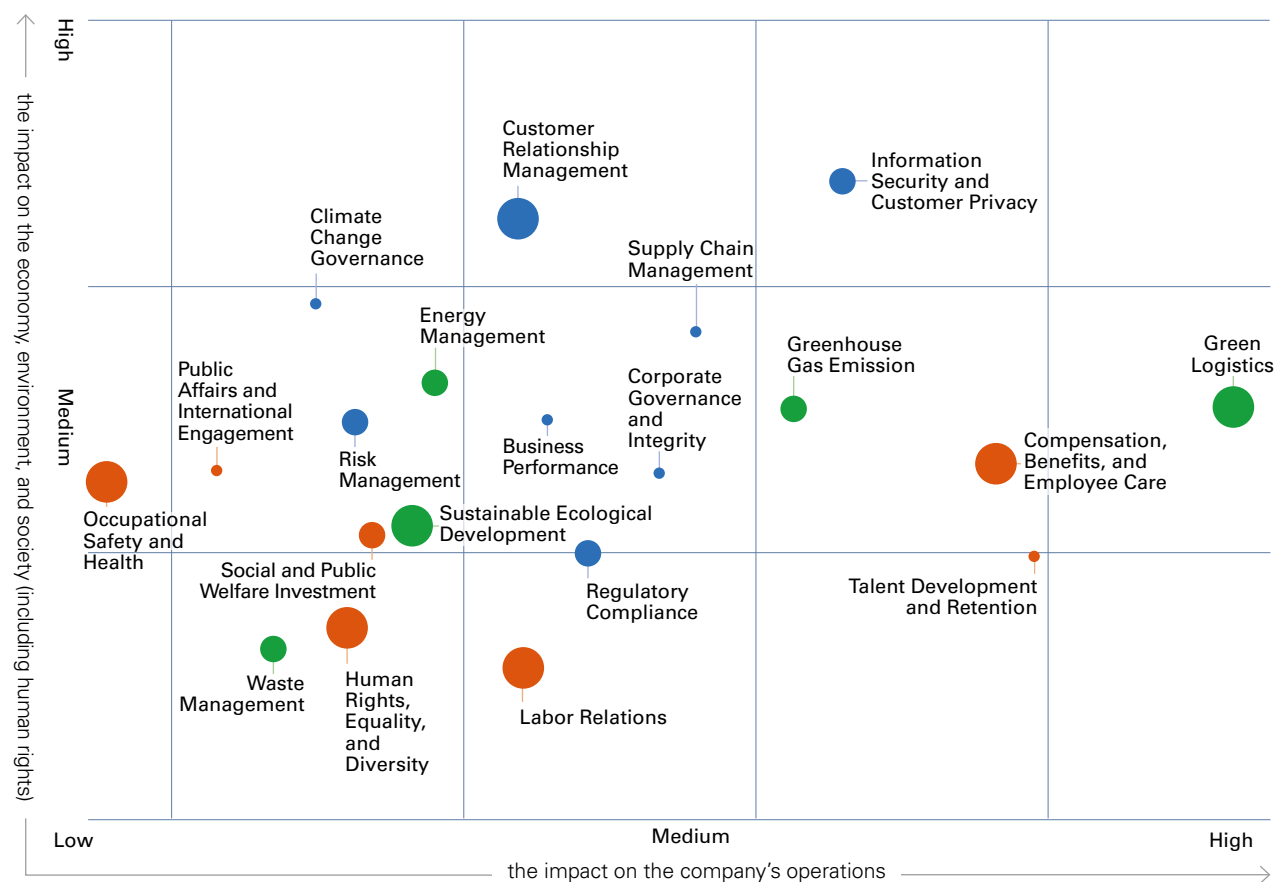 High
the impact on the economy, environment, and society (including human rights)
Customer
Relationship
Management
Information
Security and
Customer Privacy
Climate
Change
Governance
Supply Chain
Management
Energy
Management
Greenhouse
Gas Emission
Green
Logistics
Public
Affairs and
International
Engagement
Corporate
Governance
and
Integrity
Medium
Business
Performance
Risk
Management
Compensation,
Benefits, and
Employee Care
Occupational
Safety and
Health
Sustainable Ecological
Development
Social and Public
Welfare Investment
Regulatory
Compliance
Talent Development
and Retention
Waste
Management
Human
Rights,
Equality,
and
Diversity
Labor Relations
Low
Medium
High
the impact on the company’s operations